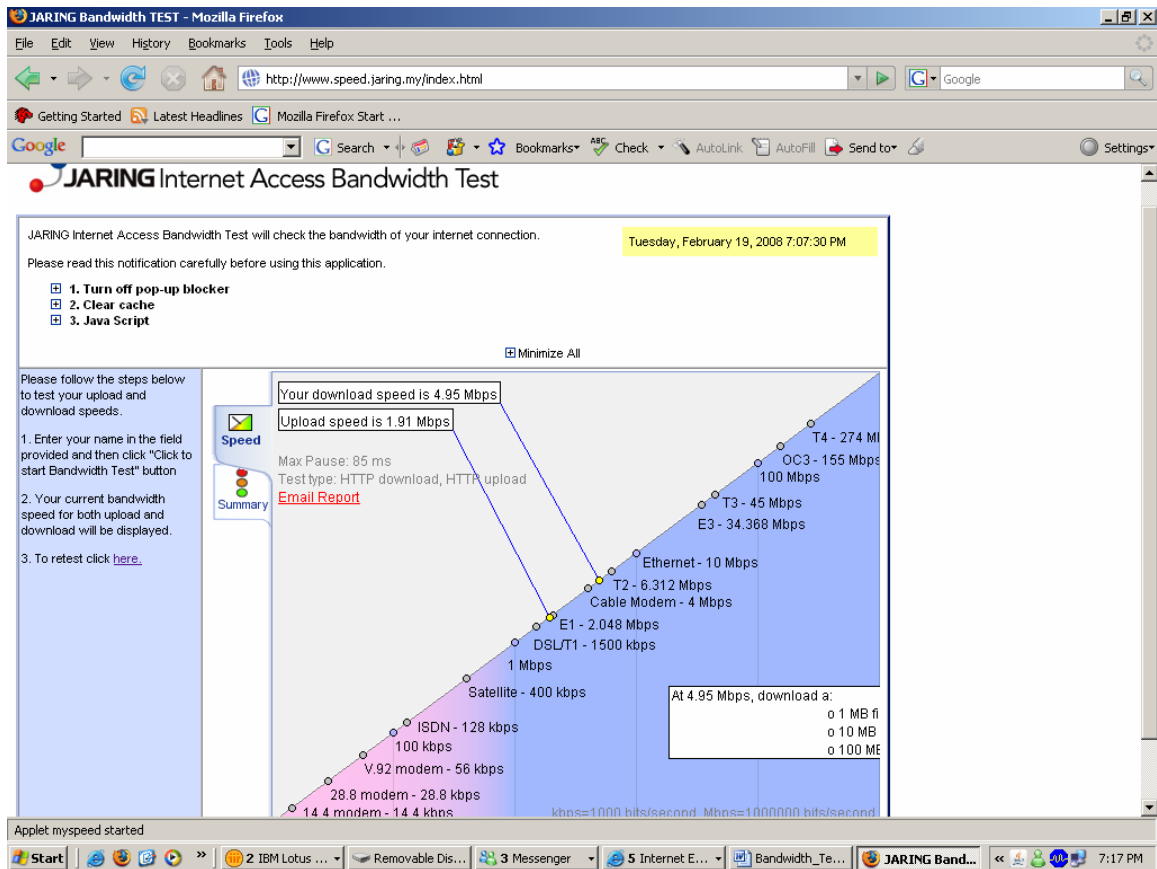 JARING Bandwidth TEST - Mozilla Firefox
File Edit View History Bookmarks Tools Help
http://www.speed.jaring.my/index.html
G Google
Getting Started Latest Headlines G Mozilla Firefox Start ...
Google G Search Bookmarks ABC Check AutoLink AutoFill Send to Settings
JARING Internet Access Bandwidth Test
JARING Internet Access Bandwidth Test will check the bandwidth of your internet connection.
Tuesday, February 19, 2008 7:07:30 PM
Please read this notification carefully before using this application.
1. Turn off pop-up blocker
2. Clear cache
3. Java Script
Minimize All
Please follow the steps below
to test your upload and
download speeds.
1. Enter your name in the field
provided and then click "Click to
start Bandwidth Test" button
2. Your current bandwidth
speed for both upload and
download will be displayed.
3. To retest click here.
Speed
Summary
Your download speed is 4.95 Mbps
Upload speed is 1.91 Mbps
Max Pause: 85 ms
Test type: HTTP download, HTTP upload
Email Report
T4 - 274 M
OC3 - 155 Mbps
100 Mbps
T3 - 45 Mbps
E3 - 34.368 Mbps
Ethernet - 10 Mbps
T2 - 6.312 Mbps
Cable Modem - 4 Mbps
E1 - 2.048 Mbps
DSL/T1 - 1500 kbps
1 Mbps
Satellite - 400 kbps
ISDN - 128 kbps
100 kbps
V.92 modem - 56 kbps
28.8 modem - 28.8 kbps
14.4 modem - 14.4 kbps
At 4.95 Mbps, download a:
o 1 MB fi
o 10 MB
o 100 ME
kbps=1000 bits/second, Mbps=1000000 bits/second
Applet myspeed started
Start » 2 IBM Lotus ... Removable Dis... 3 Messenger 5 Internet E... Bandwidth_Te... JARING Band... « 7:17 PM